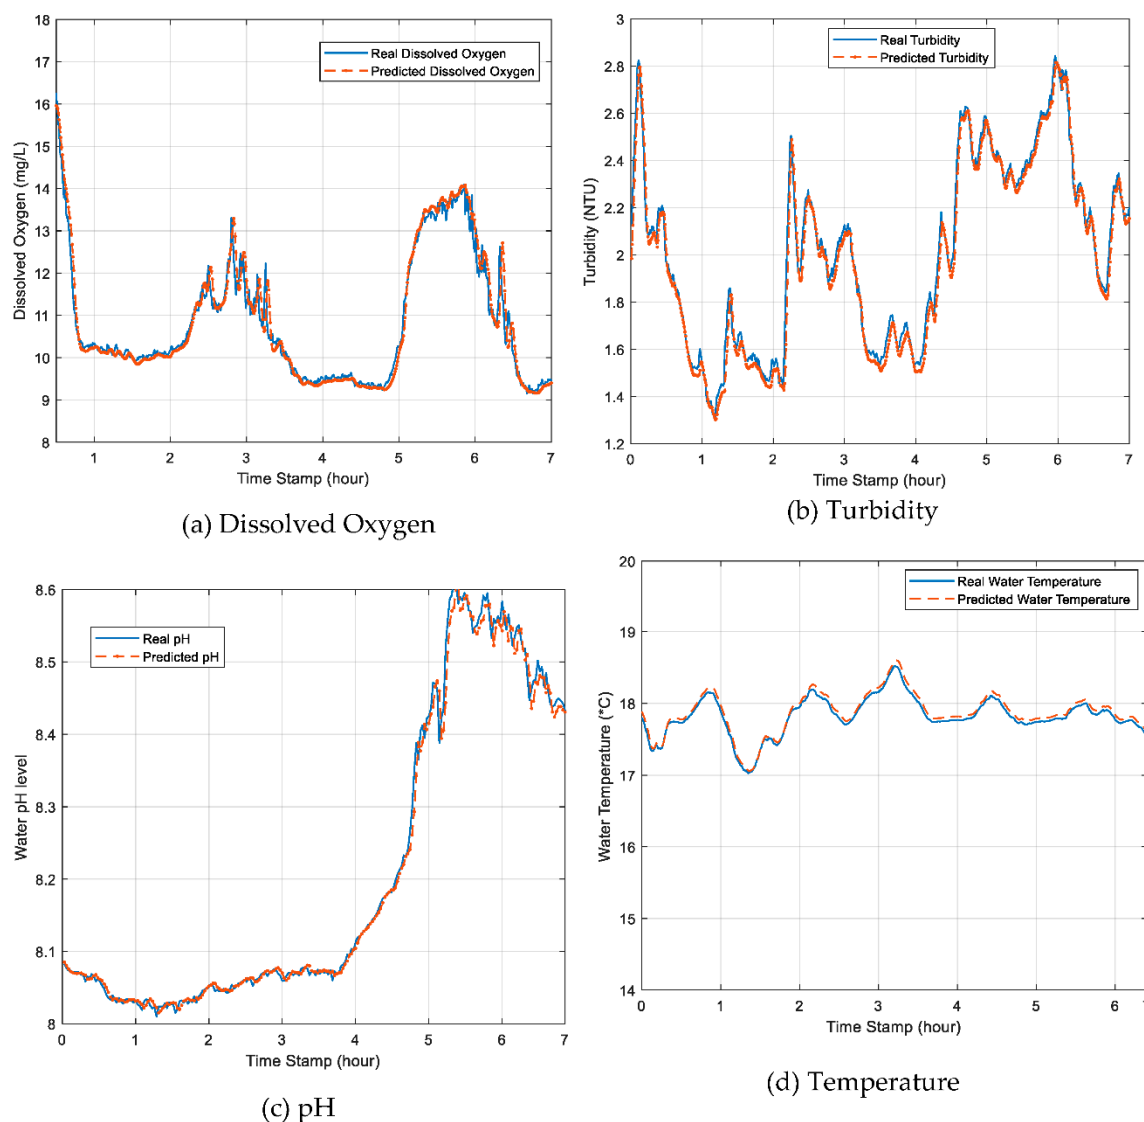 18
17
16
15
14
13
12
11
10
9
8
Dissolved Oxygen (mg/L)
Real Dissolved Oxygen
Predicted Dissolved Oxygen
1 2 3 4 5 6 7
Time Stamp (hour)
(a) Dissolved Oxygen
3
2.8
2.6
2.4
2.2
2
1.8
1.6
1.4
1.2
Turbidity (NTU)
Real Turbidity
Predicted Turbidity
0 1 2 3 4 5 6 7
Time Stamp (hour)
(b) Turbidity
8.6
8.5
8.4
8.3
8.2
8.1
8
Water pH level
Real pH
Predicted pH
0 1 2 3 4 5 6 7
Time Stamp (hour)
(c) pH
20
19
18
17
16
15
14
Water Temperature (*C)
Real Water Temperature
Predicted Water Temperature
0 1 2 3 4 5 6
Time Stamp (hour)
(d) Temperature